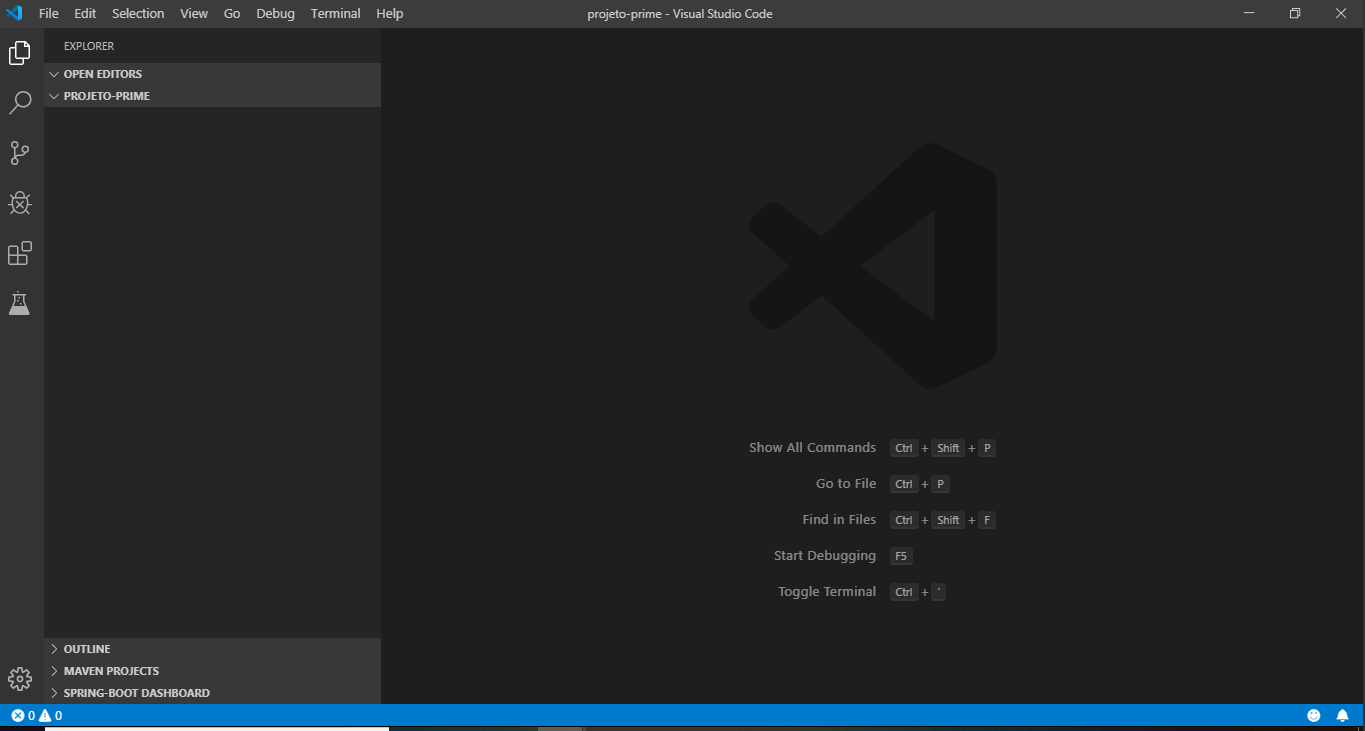 File Edit Selection View Go Debug Terminal Help
projeto-prime - Visual Studio Code
EXPLORER
OPEN EDITORS
PROJETO-PRIME
Show All Commands Ctrl + Shift + P
Go to File Ctrl + P
Find in Files Ctrl + Shift + F
Start Debugging F5
Toggle Terminal Ctrl + '
OUTLINE
MAVEN PROJECTS
SPRING-BOOT DASHBOARD
0 0